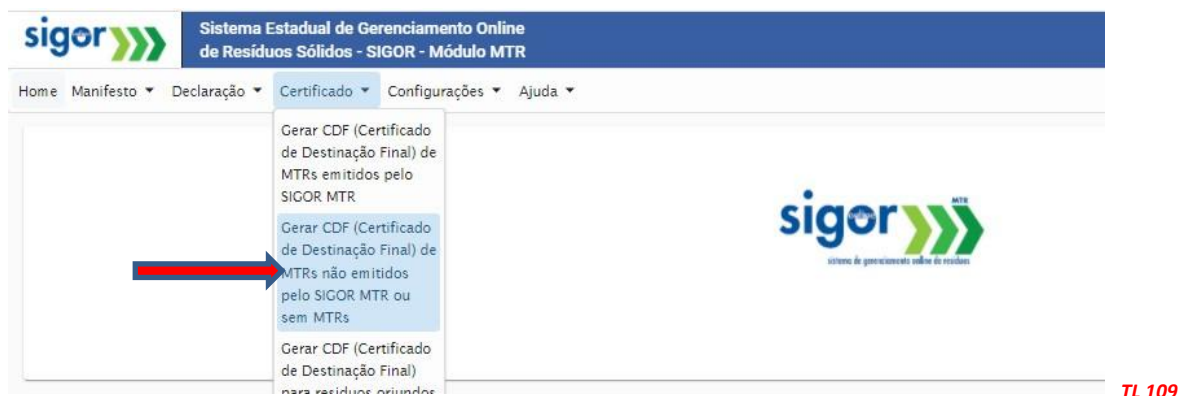 sigor
Sistema Estadual de Gerenciamento Online
de Resíduos Sólidos - SIGOR - Módulo MTR
Home Manifesto Declaração Certificado Configurações Ajuda
Gerar CDF (Certificado
de Destinação Final) de
MTRs emitidos pelo
SIGOR MTR
Gerar CDF (Certificado
de Destinação Final) de
MTRs não emitidos
pelo SIGOR MTR ou
sem MTRs
Gerar CDF (Certificado
de Destinação Final)
para resíduos oriundos
MTR
sigor
sistema de gerenciamento online de resíduos
TL 109